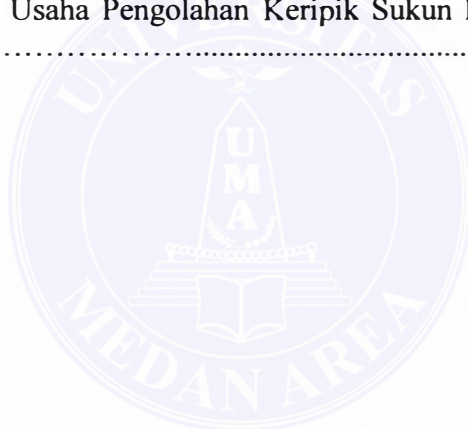 Usaha Pengolahan Keripik Sukun
......................................................
UNIVERSITAS
UMA
MEDAN AREA